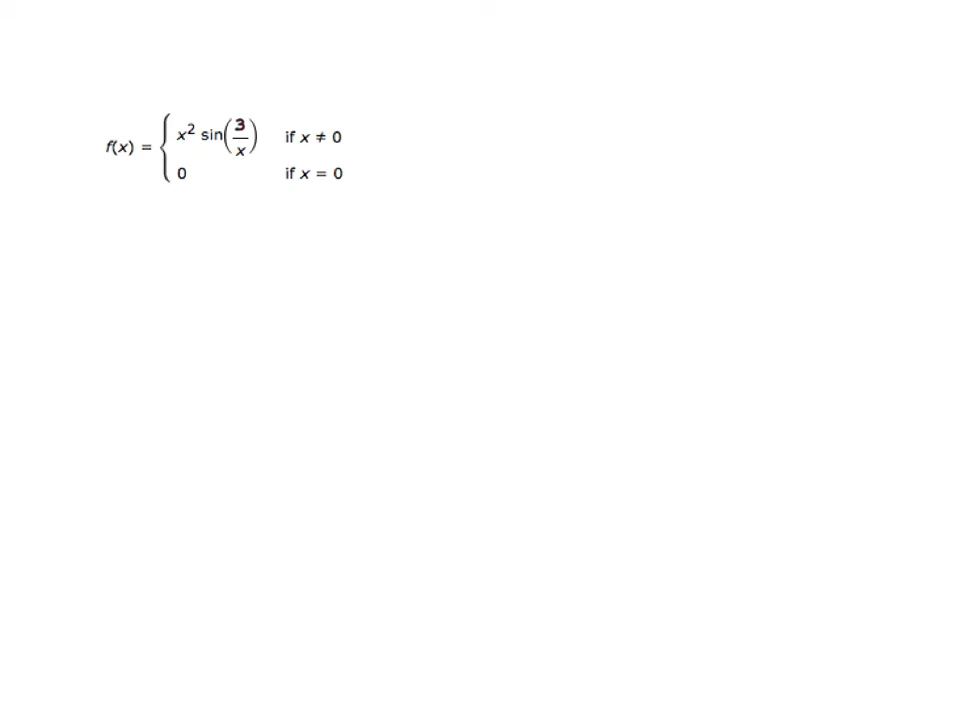 f(x) = { x² sin(3/x) if x ≠ 0
0 if x = 0